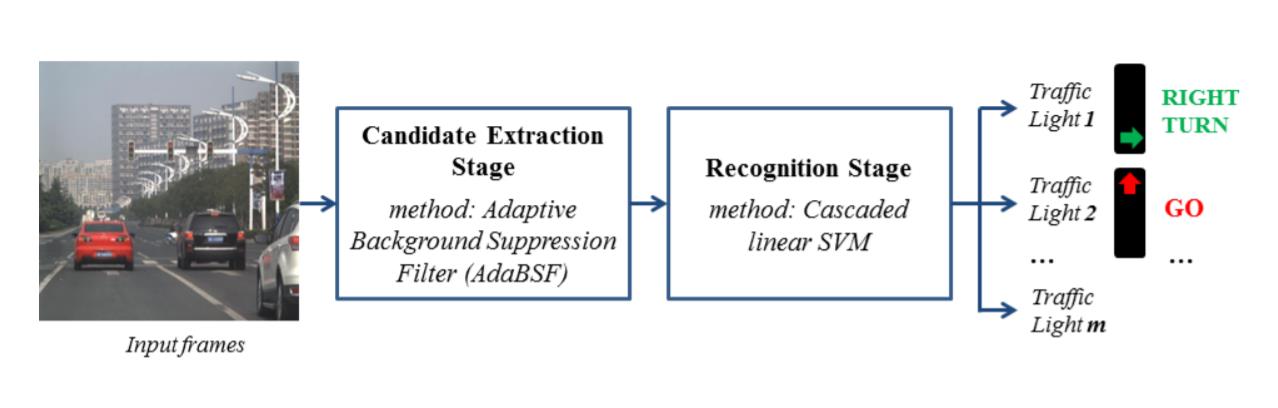 Input frames
Candidate Extraction
Stage
method: Adaptive
Background Suppression
Filter (AdaBSF)
Recognition Stage
method: Cascaded
linear SVM
Traffic
Light 1
RIGHT
TURN
Traffic
Light 2
GO
...
...
Traffic
Light m